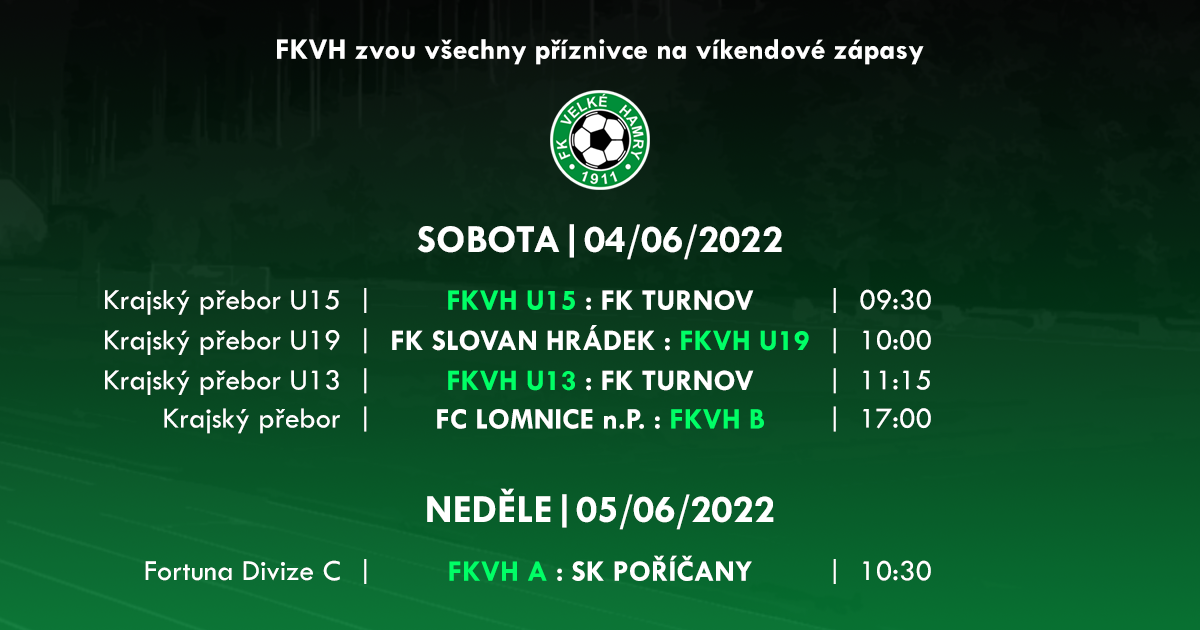 FKVH zvou všechny příznivce na víkendové zápasy
FK VELKÉ HAMRY
1911
SOBOTA | 04/06/2022
Krajský přebor U15 | FKVH U15 : FK TURNOV | 09:30
Krajský přebor U19 | FK SLOVAN HRÁDEK : FKVH U19 | 10:00
Krajský přebor U13 | FKVH U13 : FK TURNOV | 11:15
Krajský přebor | FC LOMNICE n.P. : FKVH B | 17:00
NEDĚLE | 05/06/2022
Fortuna Divize C | FKVH A : SK POŘÍČANY | 10:30